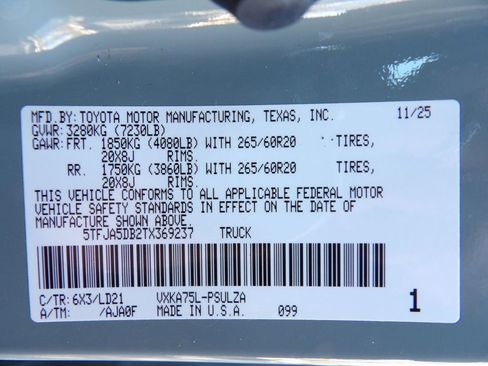 MFD.BY: TOYOTA MOTOR MANUFACTURING, TEXAS, INC. 11/25
GVWR: 3280KG (7230LB)
GAWR: FRT. 1850KG (4080LB) WITH 265/60R20 TIRES,
20X8J RIMS.
RR. 1750KG (3860LB) WITH 265/60R20 TIRES,
20X8J RIMS.
THIS VEHICLE CONFORMS TO ALL APPLICABLE FEDERAL MOTOR
VEHICLE SAFETY STANDARDS IN EFFECT ON THE DATE OF
MANUFACTURE SHOWN ABOVE.
5TFJA5DB2TX369237 TRUCK
C/TR: 6X3/LD21 VXKA75L-PSULZA 1
A/TM: /AJA0F MADE IN U.S.A. 099